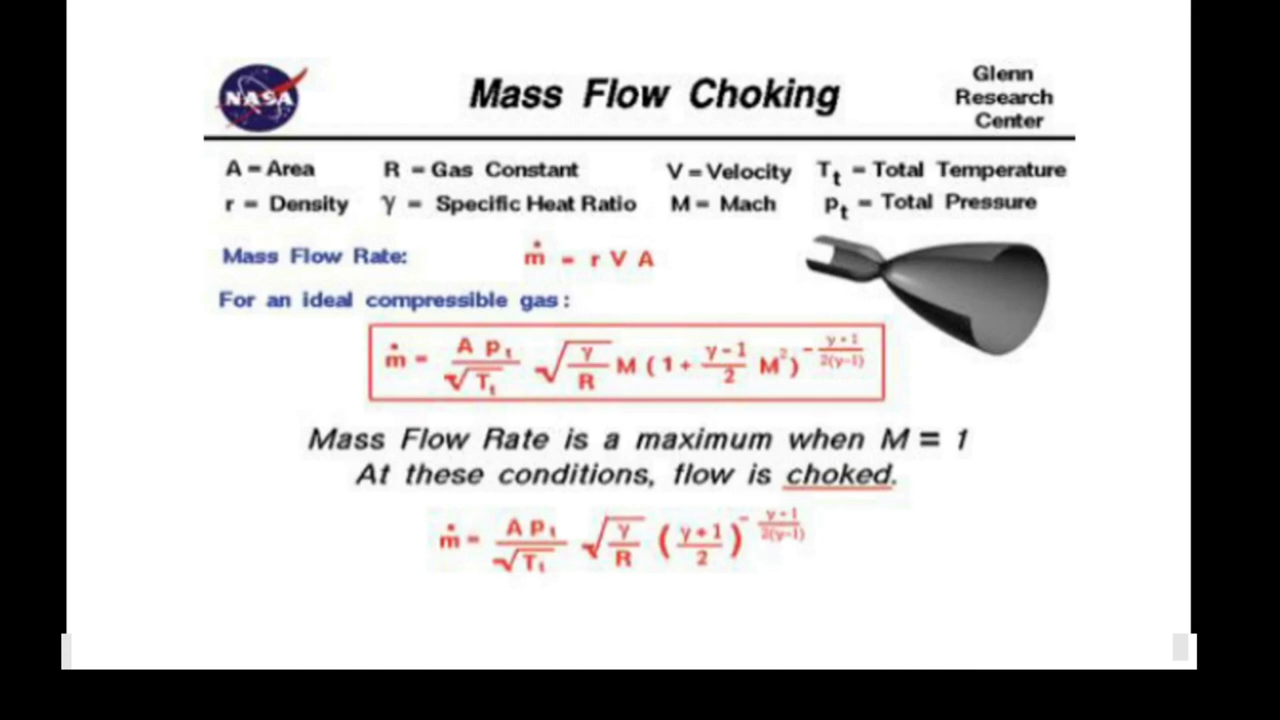 NASA
Mass Flow Choking
Glenn
Research
Center
A = Area R = Gas Constant V = Velocity Tt = Total Temperature
r = Density γ = Specific Heat Ratio M = Mach pt = Total Pressure
Mass Flow Rate: ṁ = r V A
For an ideal compressible gas :
ṁ = A pt / √Tt √(γ/R) M ( 1 + (γ-1)/2 M² )^-(γ+1)/(2(γ-1))
Mass Flow Rate is a maximum when M = 1
At these conditions, flow is choked.
ṁ = A pt / √Tt √(γ/R) ( (γ+1)/2 )^-(γ+1)/(2(γ-1))